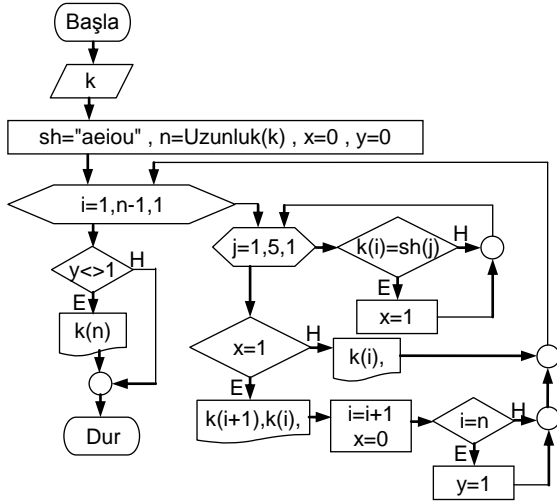 Başla
k
sh="aeiou" , n=Uzunluk(k) , x=0 , y=0
i=1,n-1,1
j=1,5,1
k(i)=sh(j)
H
E
x=1
y<>1
H
E
k(n)
Dur
x=1
H
k(i),
E
k(i+1),k(i),
i=i+1
x=0
i=n
H
E
y=1